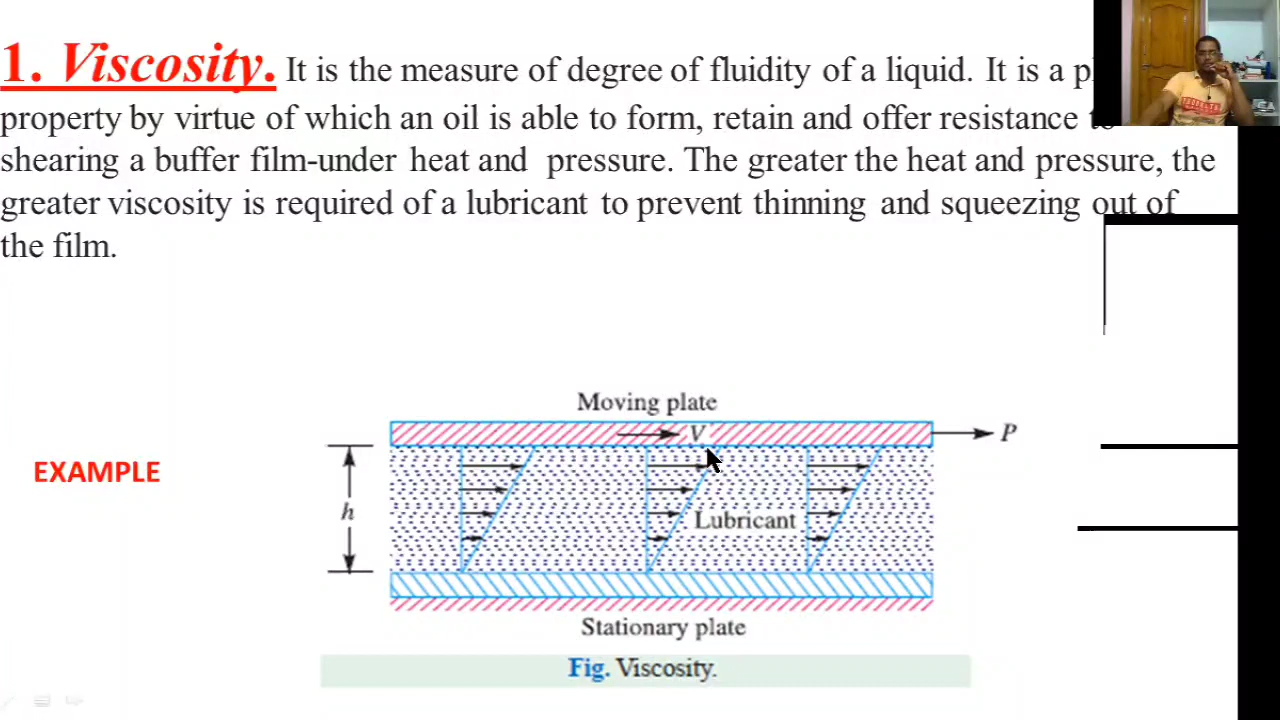 1. Viscosity. It is the measure of degree of fluidity of a liquid. It is a
property by virtue of which an oil is able to form, retain and offer resistance to
shearing a buffer film-under heat and pressure. The greater the heat and pressure, the
greater viscosity is required of a lubricant to prevent thinning and squeezing out of
the film.
Moving plate
V
P
EXAMPLE
h
Lubricant
Stationary plate
Fig. Viscosity.